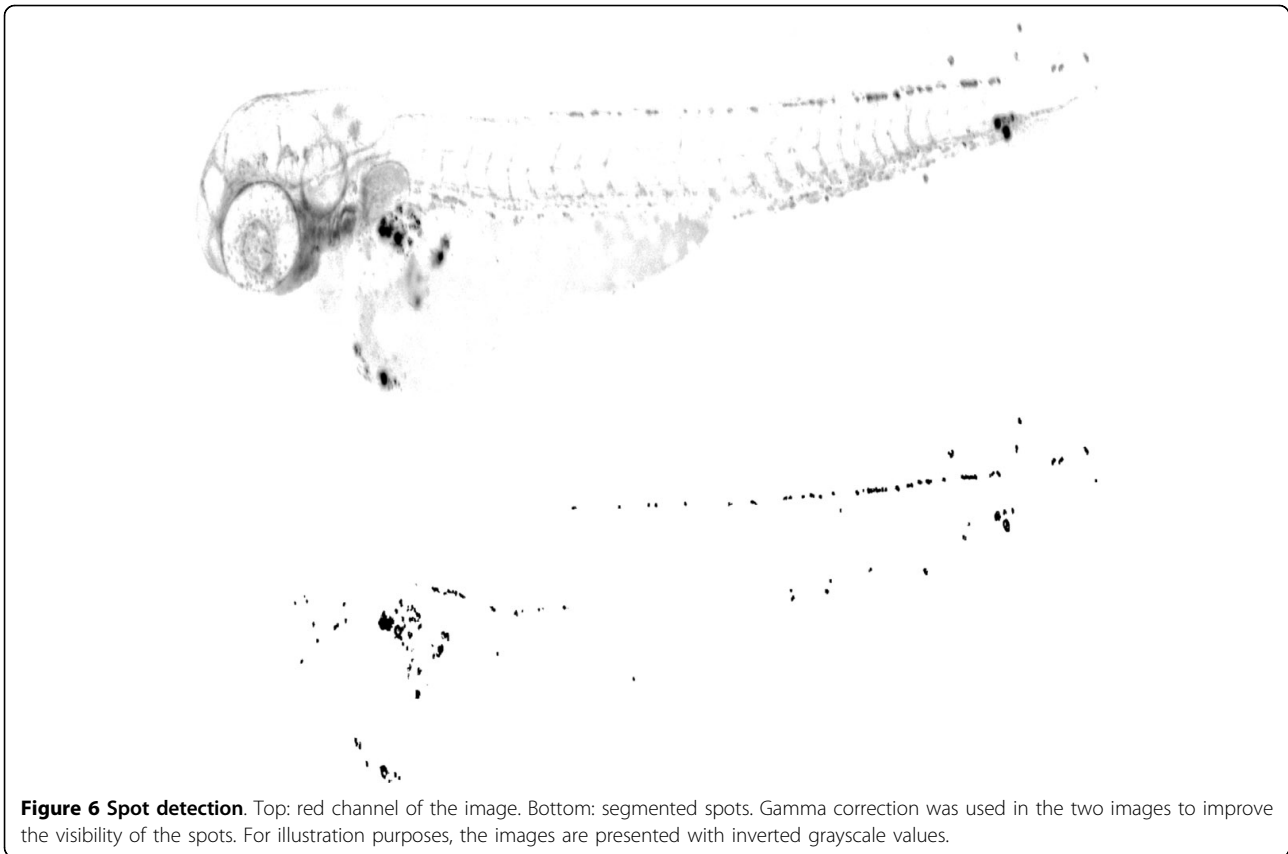 Figure 6 Spot detection. Top: red channel of the image. Bottom: segmented spots. Gamma correction was used in the two images to improve
the visibility of the spots. For illustration purposes, the images are presented with inverted grayscale values.